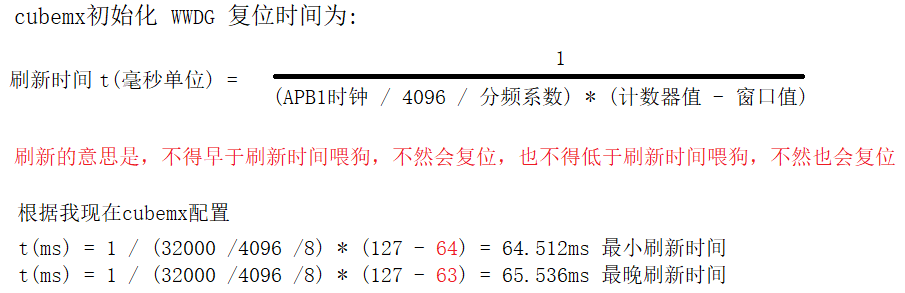 cubemx初始化 WWDG 复位时间为:
刷新时间 t(毫秒单位) =
1
(APB1时钟 / 4096 / 分频系数) * (计数器值 - 窗口值)
刷新的意思是，不得早于刷新时间喂狗，不然会复位，也不得低于刷新时间喂狗，不然也会复位
根据我现在cubemx配置
t(ms) = 1 / (32000 /4096 /8) * (127 - 64) = 64.512ms 最小刷新时间
t(ms) = 1 / (32000 /4096 /8) * (127 - 63) = 65.536ms 最晚刷新时间